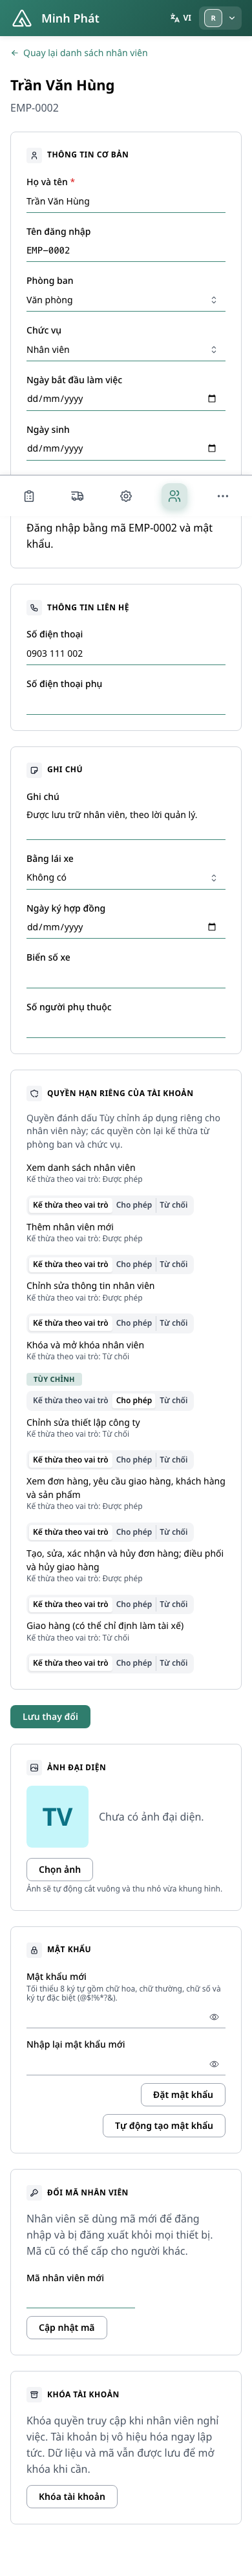 Minh Phát
VI
R
Quay lại danh sách nhân viên
Trần Văn Hùng
EMP-0002
THÔNG TIN CƠ BẢN
Họ và tên *
Trần Văn Hùng
Tên đăng nhập
EMP-0002
Phòng ban
Văn phòng
Chức vụ
Nhân viên
Ngày bắt đầu làm việc
dd/mm/yyyy
Ngày sinh
dd/mm/yyyy
Đăng nhập bằng mã EMP-0002 và mật
khẩu.
THÔNG TIN LIÊN HỆ
Số điện thoại
0903 111 002
Số điện thoại phụ
GHI CHÚ
Ghi chú
Được lưu trữ nhân viên, theo lời quản lý.
Bằng lái xe
Không có
Ngày ký hợp đồng
dd/mm/yyyy
Biển số xe
Số người phụ thuộc
QUYỀN HẠN RIÊNG CỦA TÀI KHOẢN
Quyền đánh dấu Tùy chỉnh áp dụng riêng cho
nhân viên này; các quyền còn lại kế thừa từ
phòng ban và chức vụ.
Xem danh sách nhân viên
Kế thừa theo vai trò: Được phép
Kế thừa từ vai trò Cho phép Từ chối
Thêm nhân viên mới
Kế thừa theo vai trò: Được phép
Kế thừa từ vai trò Cho phép Từ chối
Chỉnh sửa thông tin nhân viên
Kế thừa theo vai trò: Được phép
Kế thừa từ vai trò Cho phép Từ chối
Khóa và mở khóa nhân viên
Kế thừa theo vai trò: Từ chối
TÙY CHỈNH
Kế thừa từ vai trò Cho phép Từ chối
Chỉnh sửa thiết lập công ty
Kế thừa theo vai trò: Từ chối
Kế thừa từ vai trò Cho phép Từ chối
Xem đơn hàng, yêu cầu giao hàng, khách hàng
và sản phẩm
Kế thừa theo vai trò: Được phép
Kế thừa từ vai trò Cho phép Từ chối
Tạo, sửa, xác nhận và hủy đơn hàng; điều phối
và hủy giao hàng
Kế thừa theo vai trò: Được phép
Kế thừa từ vai trò Cho phép Từ chối
Giao hàng (có thể chỉ định làm tài xế)
Kế thừa theo vai trò: Từ chối
Kế thừa từ vai trò Cho phép Từ chối
Lưu thay đổi
ẢNH ĐẠI DIỆN
TV
Chưa có ảnh đại diện.
Chọn ảnh
Ảnh sẽ tự động cắt vuông và thu nhỏ vừa khung hình.
MẬT KHẨU
Mật khẩu mới
Tối thiểu 8 ký tự gồm chữ hoa, chữ thường, chữ số và
ký tự đặc biệt (@$!%*?&).
Nhập lại mật khẩu mới
Đặt mật khẩu
Tự động tạo mật khẩu
ĐỔI MÃ NHÂN VIÊN
Nhân viên sẽ dùng mã mới để đăng
nhập và bị đăng xuất khỏi mọi thiết bị.
Mã cũ có thể cấp cho người khác.
Mã nhân viên mới
Cập nhật mã
KHÓA TÀI KHOẢN
Khóa quyền truy cập khi nhân viên nghỉ
việc. Tài khoản bị vô hiệu hóa ngay lập
tức. Dữ liệu và mã vẫn được lưu để mở
khóa khi cần.
Khóa tài khoản